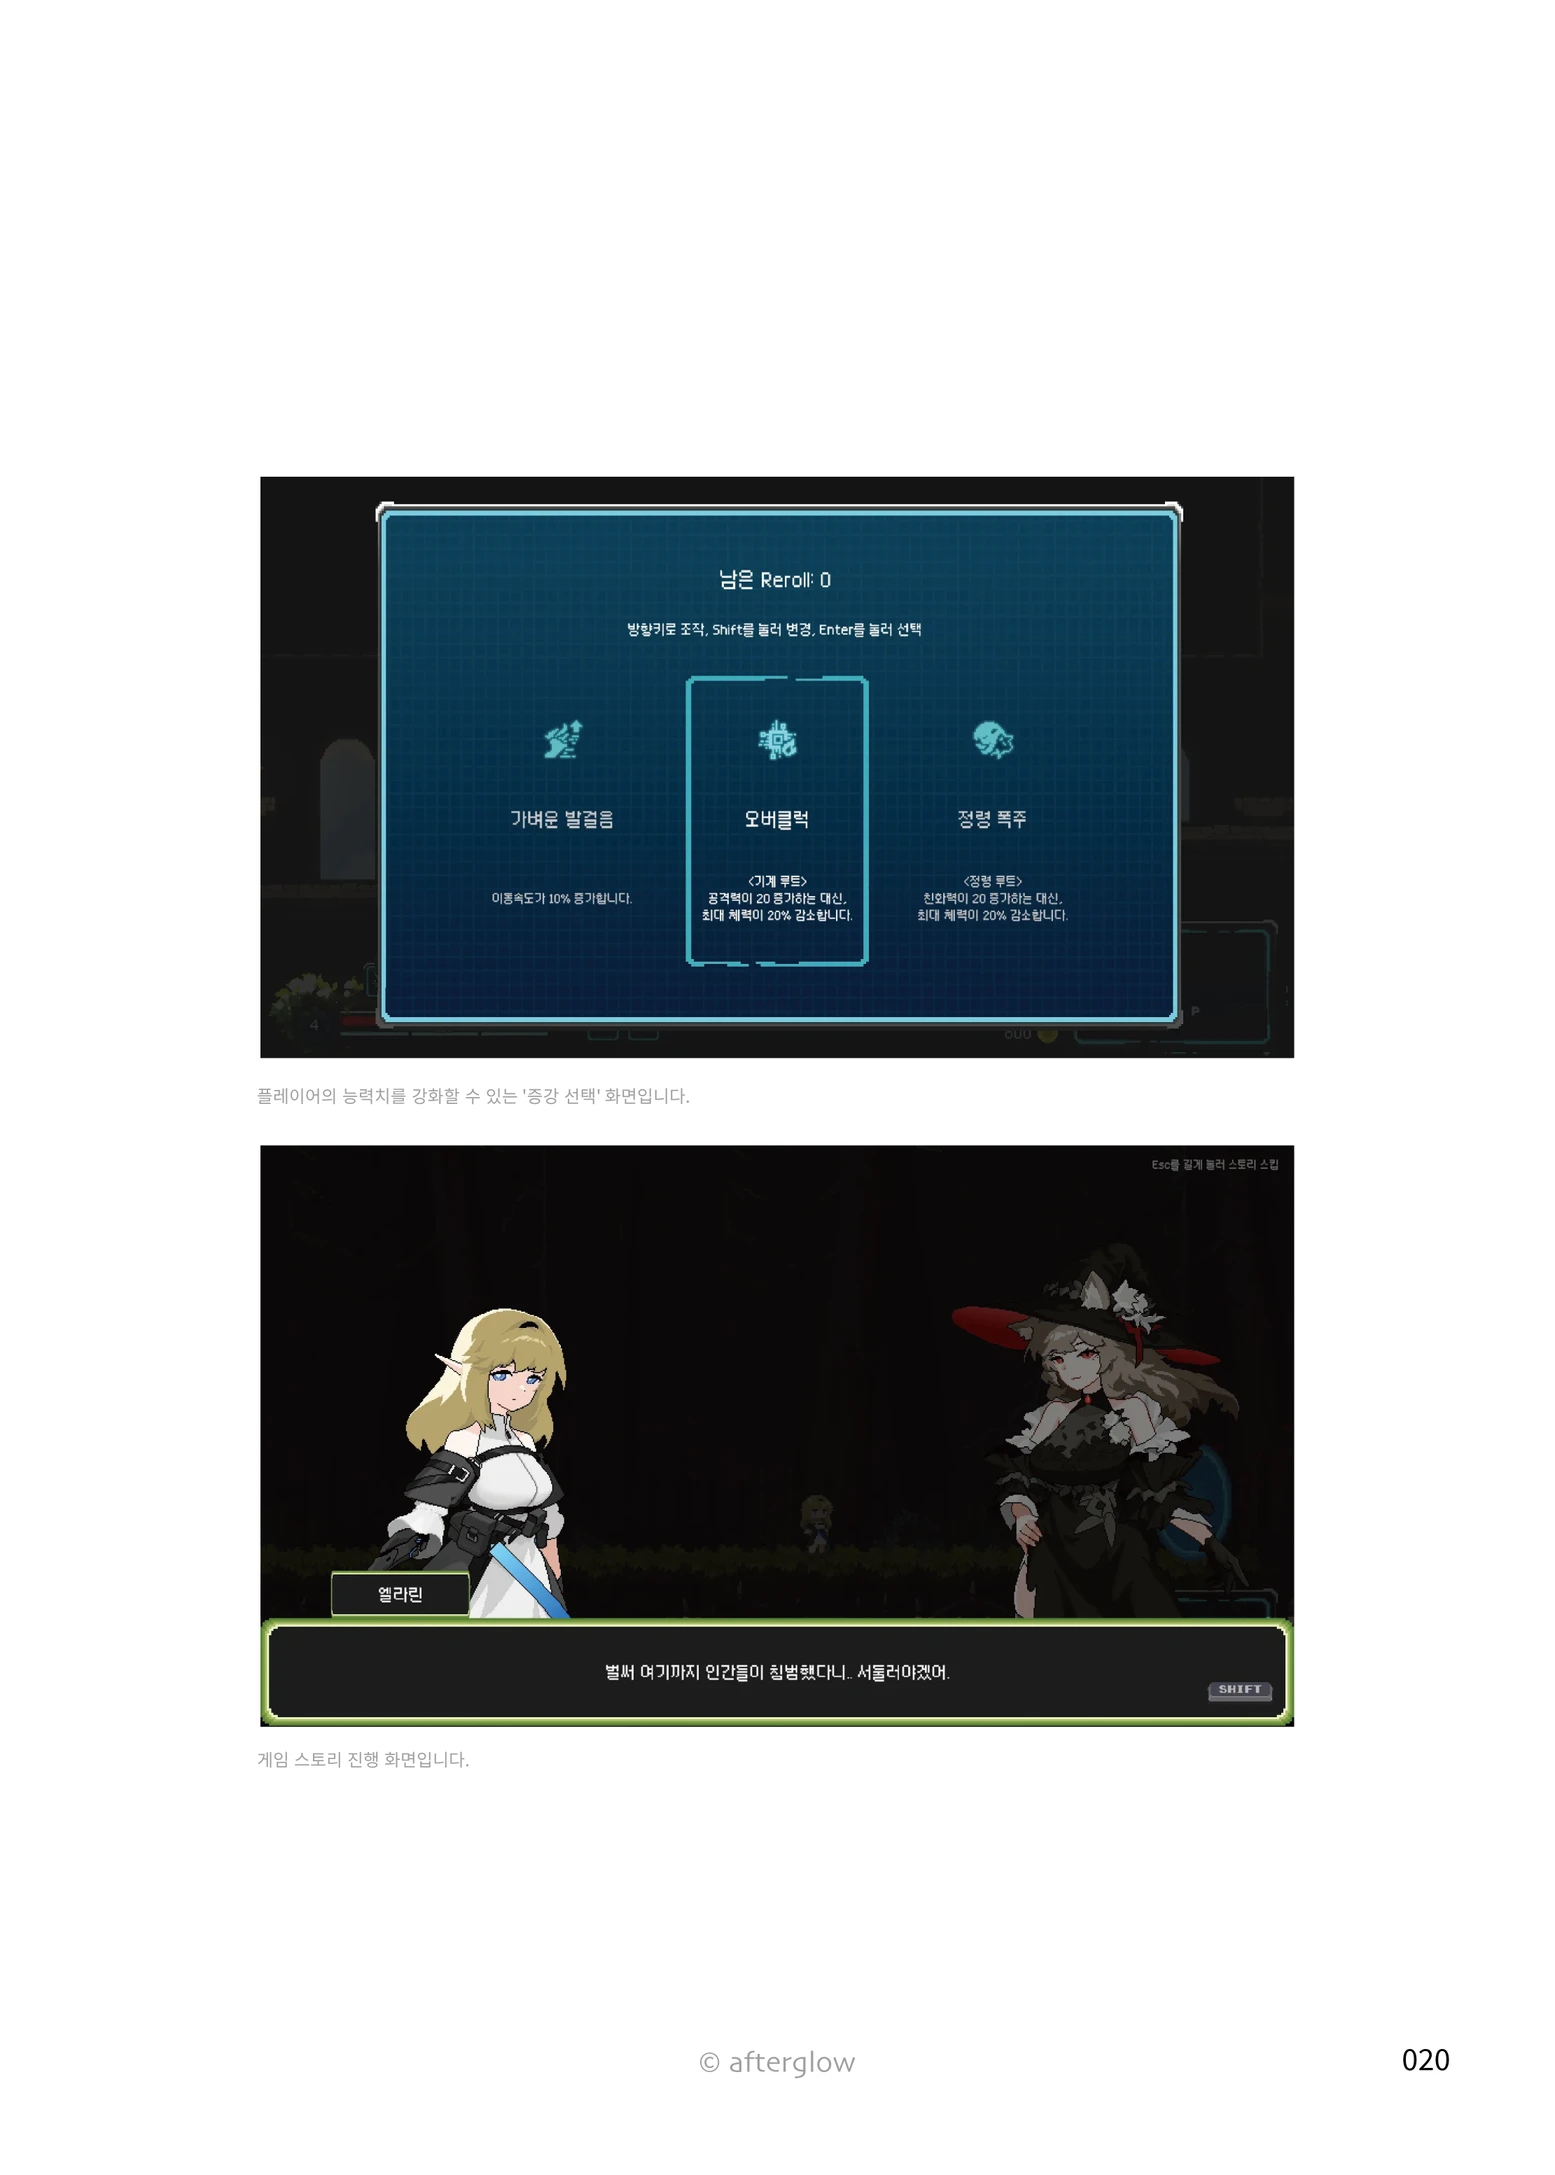 남은 Reroll: 0
방향키로 조작, Shift를 눌러 변경, Enter를 눌러 선택
가벼운 발걸음
이동속도가 10% 증가합니다.
오버클럭
<기계 루트>
공격력이 20 증가하는 대신,
최대 체력이 20% 감소합니다.
정령 폭주
<정령 루트>
친화력이 20 증가하는 대신,
최대 체력이 20% 감소합니다.
4
600
P
플레이어의 능력치를 강화할 수 있는 '증강 선택' 화면입니다.
Esc를 길게 눌러 스토리 스킵
엘라린
벌써 여기까지 인간들이 침범했다니.. 서둘러야겠어.
SHIFT
게임 스토리 진행 화면입니다.
© afterglow
020